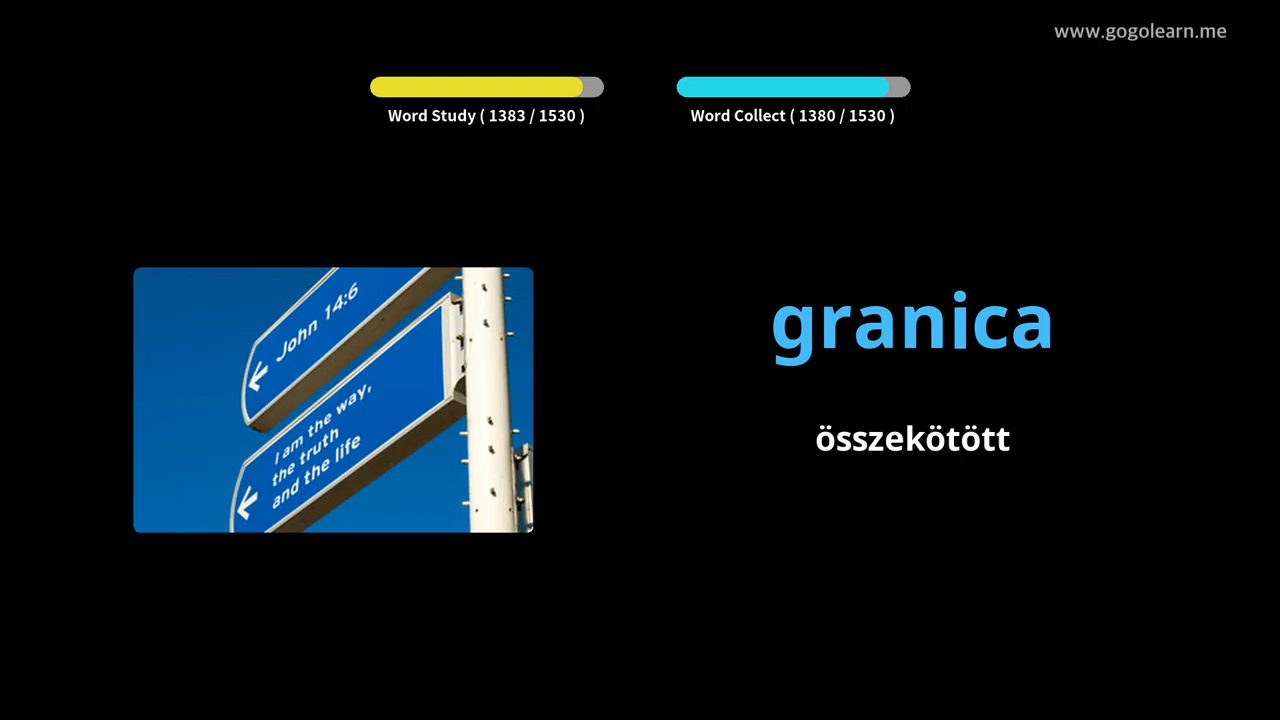 www.gogolearn.me
Word Study ( 1383 / 1530 )
Word Collect ( 1380 / 1530 )
John 14:6
I am the way,
the truth
and the life
granica
összekötött